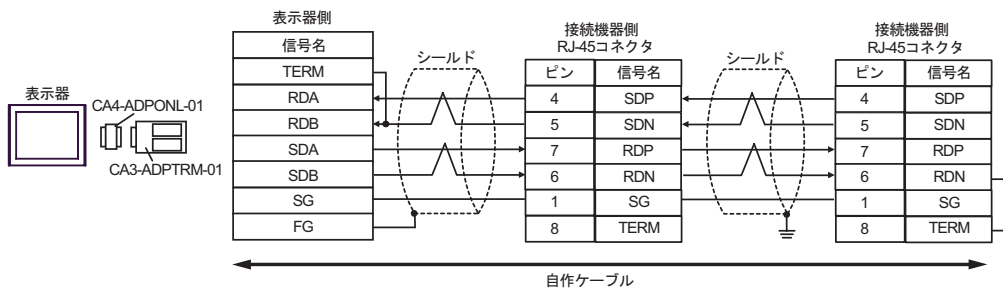 表示器
CA4-ADPONL-01
CA3-ADPTRM-01
表示器側
信号名
TERM
RDA
RDB
SDA
SDB
SG
FG
シールド
接続機器側
RJ-45コネクタ
ピン 信号名
4 SDP
5 SDN
7 RDP
6 RDN
1 SG
8 TERM
シールド
接続機器側
RJ-45コネクタ
ピン 信号名
4 SDP
5 SDN
7 RDP
6 RDN
1 SG
8 TERM
自作ケーブル